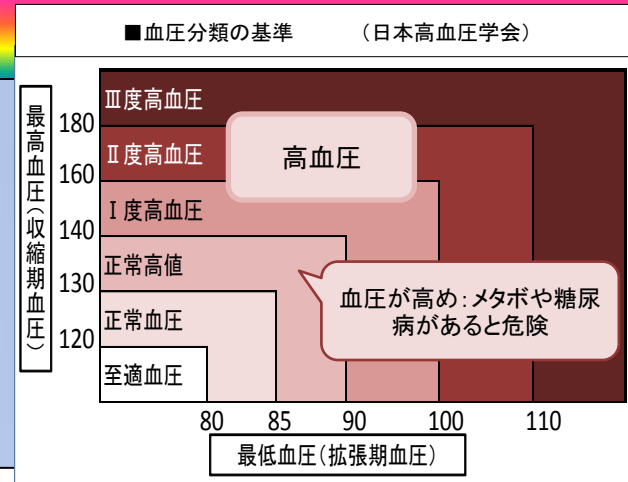 ■血圧分類の基準　　　（日本高血圧学会）
最高血圧（収縮期血圧）
180
160
140
130
120
Ⅲ度高血圧
Ⅱ度高血圧
Ⅰ度高血圧
正常高値
正常血圧
至適血圧
高血圧
血圧が高め：メタボや糖尿
病があると危険
80
85
90
100
110
最低血圧（拡張期血圧）